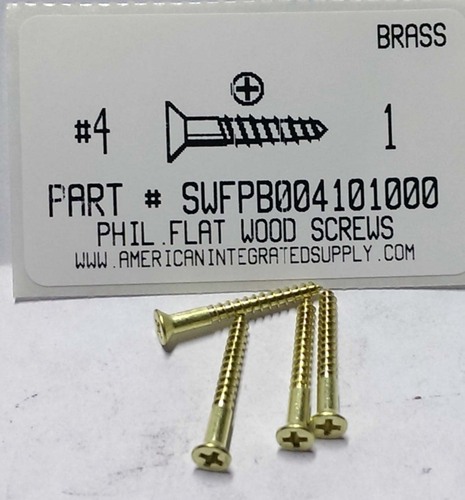 BRASS
#4 1
PART # SWFPB004101000
PHIL.FLAT WOOD SCREWS
WWW.AMERICANINTEGRATEDSUPPLY.COM